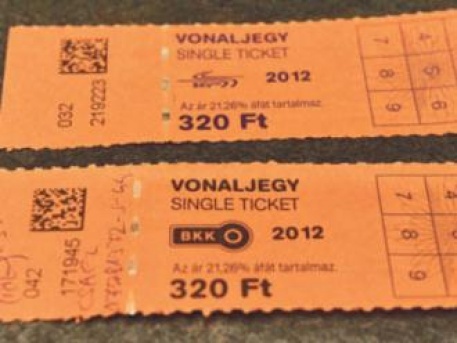 032
219223
VONALJEGY
SINGLE TICKET
2012
Az ár 21,26% áfát tartalmaz.
320 Ft
7 4
8 5
9 6
042
171945
VONALJEGY
SINGLE TICKET
BKK 2012
Az ár 21,26% áfát tartalmaz.
320 Ft
7 4
8
9